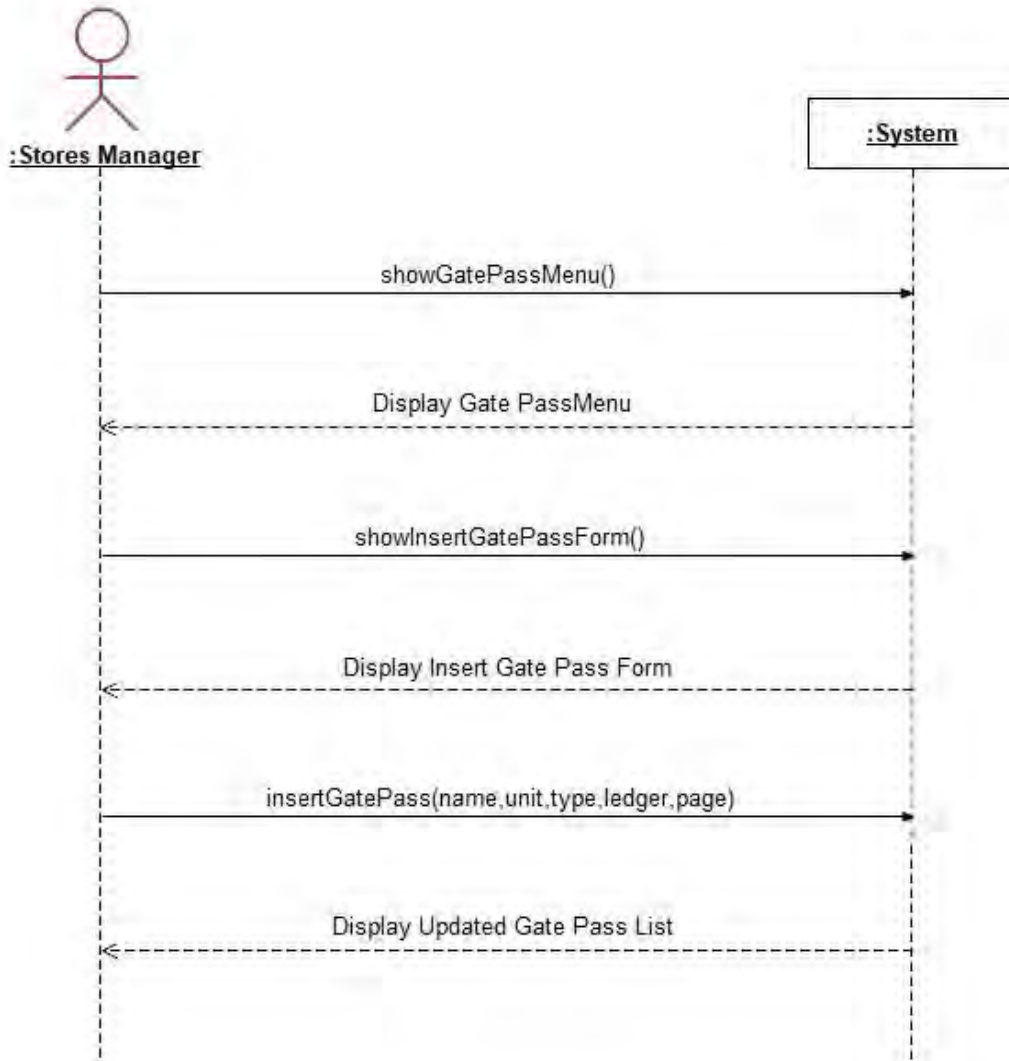 :Stores Manager
:System
showGatePassMenu()
Display Gate PassMenu
showInsertGatePassForm()
Display Insert Gate Pass Form
insertGatePass(name,unit,type,ledger,page)
Display Updated Gate Pass List